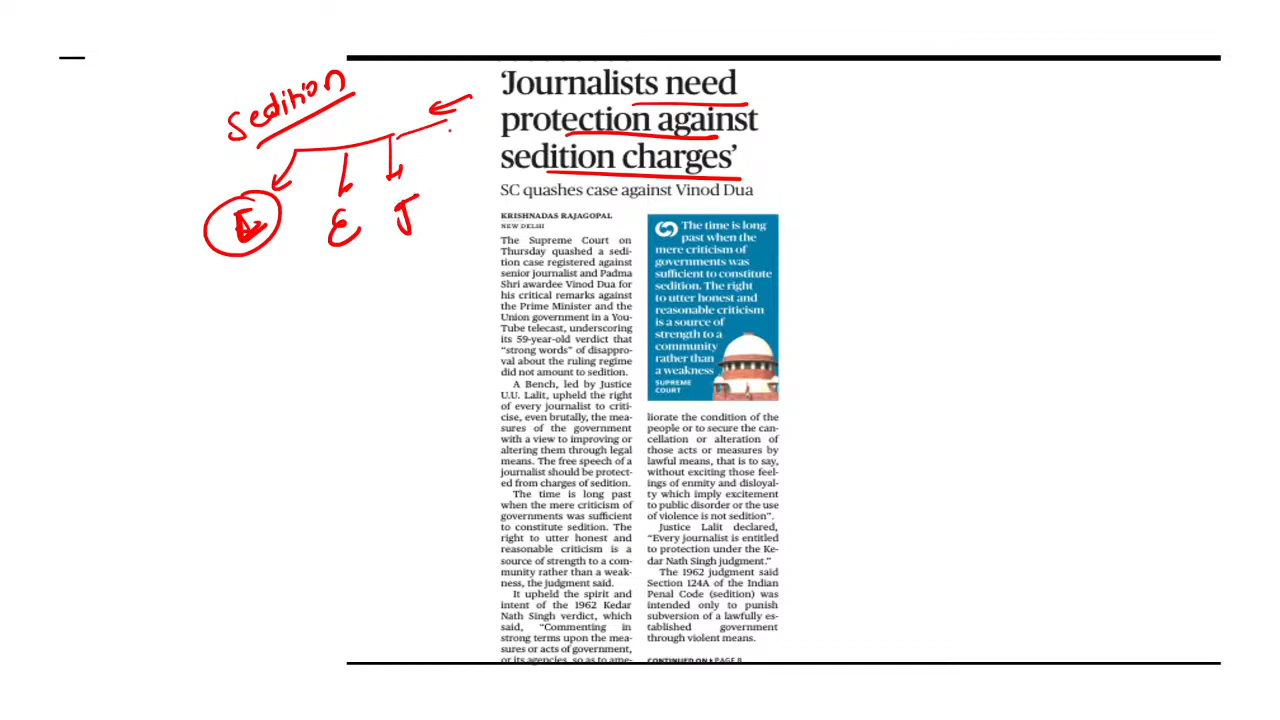 Sedition
E
J
‘Journalists need
protection against
sedition charges’
SC quashes case against Vinod Dua
KRISHNADAS RAJAGOPAL
NEW DELHI
The Supreme Court on
Thursday quashed a sedi-
tion case registered against
senior journalist and Padma
Shri awardee Vinod Dua for
his critical remarks against
the Prime Minister and the
Union government in a You-
Tube telecast, underscoring
its 59-year-old verdict that
“strong words” of disappro-
val about the ruling regime
did not amount to sedition.
A Bench, led by Justice
U.U. Lalit, upheld the right
of every journalist to criti-
cise, even brutally, the mea-
sures of the government
with a view to improving or
altering them through legal
means. The free speech of a
journalist should be protect-
ed from charges of sedition.
The time is long past
when the mere criticism of
governments was sufficient
to constitute sedition. The
right to utter honest and
reasonable criticism is a
source of strength to a com-
munity rather than a weak-
ness, the judgment said.
It upheld the spirit and
intent of the 1962 Kedar
Nath Singh verdict, which
said, “Commenting in
strong terms upon the mea-
sures or acts of government,
or its agencies, so as to ame-
The time is long
past when the
mere criticism of
governments was
sufficient to constitute
sedition. The right
to utter honest and
reasonable criticism
is a source of
strength to a
community
rather than
a weakness
SUPREME
COURT
liorate the condition of the
people or to secure the can-
cellation or alteration of
those acts or measures by
lawful means, that is to say,
without exciting those feel-
ings of enmity and disloyal-
ty which imply excitement
to public disorder or the use
of violence is not sedition”.
Justice Lalit declared,
“Every journalist is entitled
to protection under the Ke-
dar Nath Singh judgment.”
The 1962 judgment said
Section 124A of the Indian
Penal Code (sedition) was
intended only to punish
subversion of a lawfully es-
tablished government
through violent means.
CONTINUED ON ▸ PAGE 8